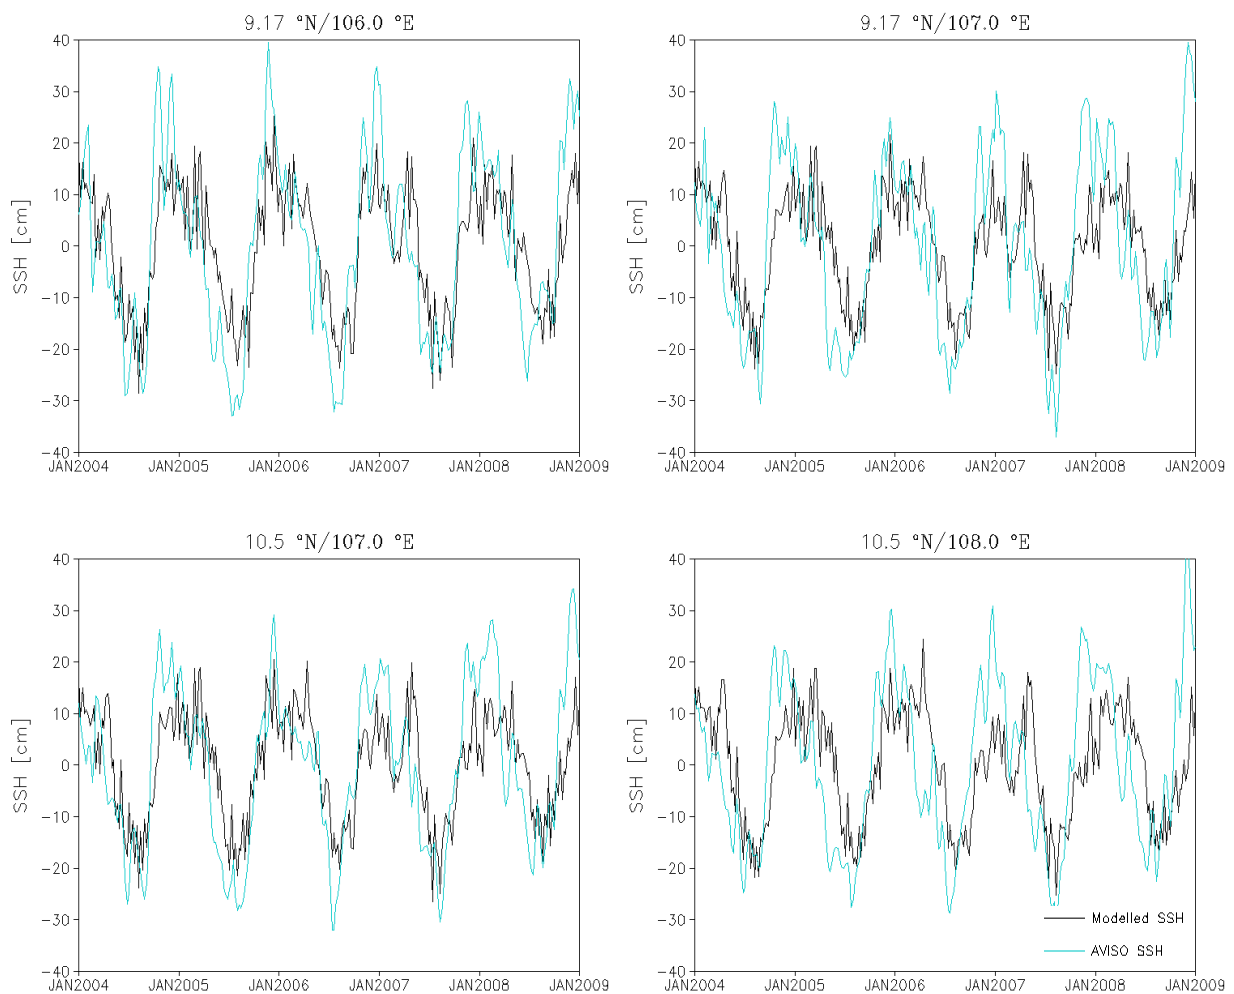 9.17 °N/106.0 °E
SSH [cm]
40
30
20
10
0
-10
-20
-30
-40
JAN2004 JAN2005 JAN2006 JAN2007 JAN2008 JAN2009
9.17 °N/107.0 °E
SSH [cm]
40
30
20
10
0
-10
-20
-30
-40
JAN2004 JAN2005 JAN2006 JAN2007 JAN2008 JAN2009
10.5 °N/107.0 °E
SSH [cm]
40
30
20
10
0
-10
-20
-30
-40
JAN2004 JAN2005 JAN2006 JAN2007 JAN2008 JAN2009
10.5 °N/108.0 °E
SSH [cm]
40
30
20
10
0
-10
-20
-30
-40
JAN2004 JAN2005 JAN2006 JAN2007 JAN2008 JAN2009
Modelled SSH
AVISO SSH